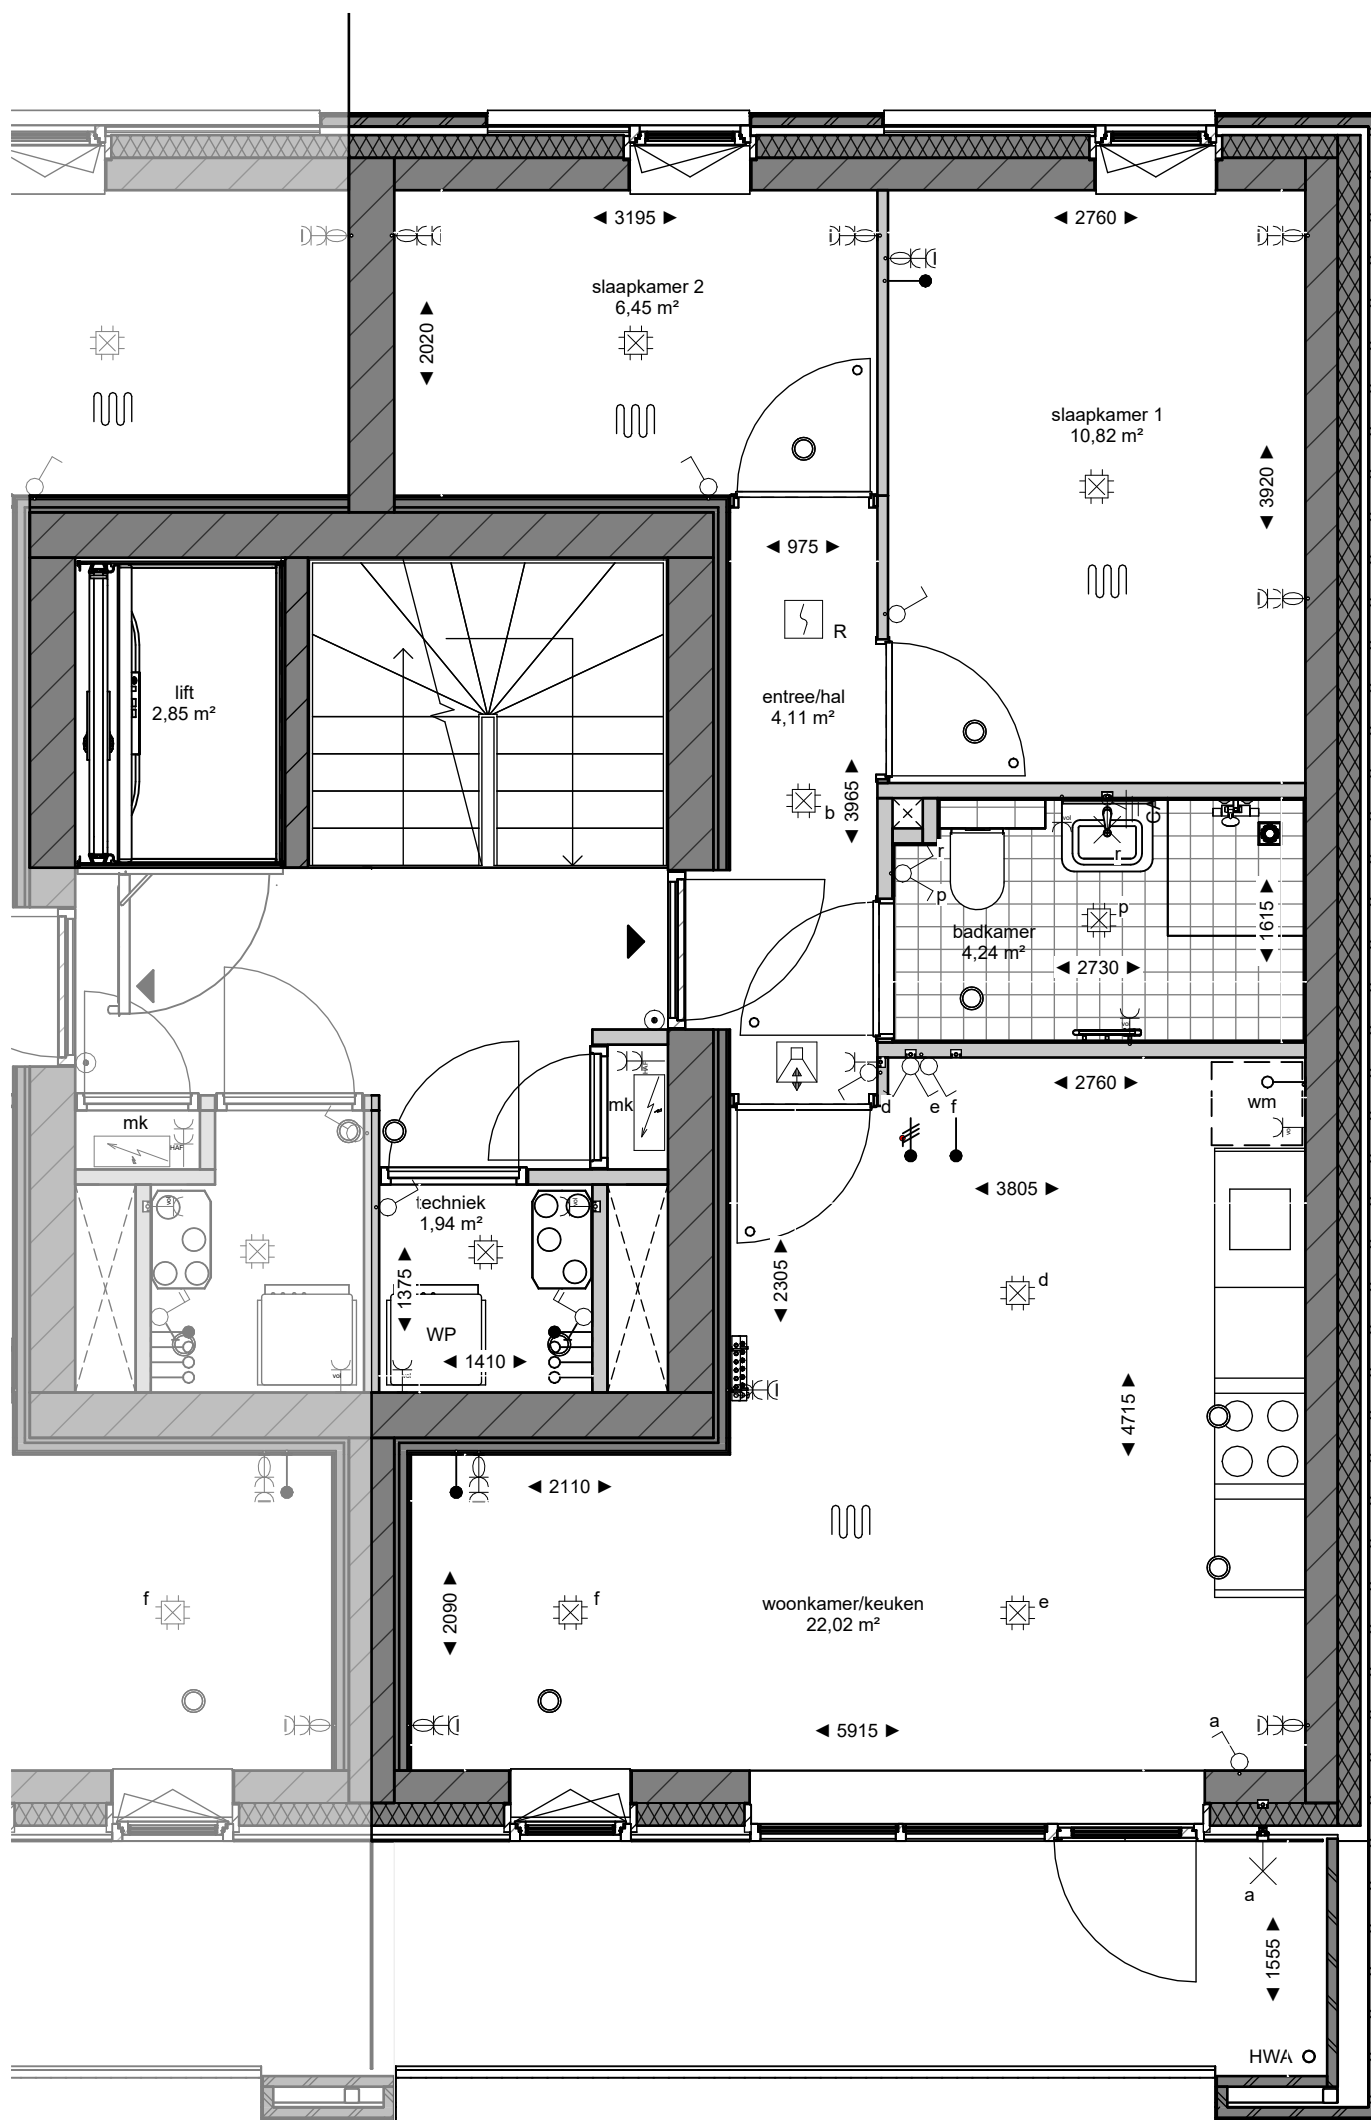 ◄ 3195 ►
◄ 2760 ►
slaapkamer 2
6,45 m²
◄ 2020 ►
slaapkamer 1
10,82 m²
◄ 3920 ►
◄ 975 ►
R
lift
2,85 m²
entree/hal
4,11 m²
◄ 3965 ►
b
r
r
p
p
badkamer
4,24 m²
◄ 2730 ►
◄ 1615 ►
◄ 2760 ►
wm
d
e
f
mk
mk
HAF
◄ 3805 ►
techniek
1,94 m²
◄ 1375 ►
WP
◄ 1410 ►
◄ 2305 ►
d
◄ 4715 ►
◄ 2110 ►
◄ 2090 ►
f
f
woonkamer/keuken
22,02 m²
e
◄ 5915 ►
a
a
◄ 1555 ►
HWA